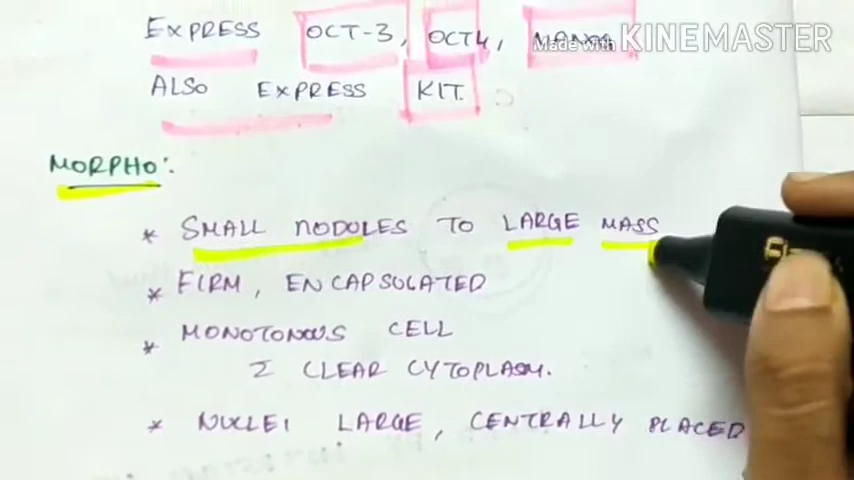 EXPRESS OCT-3, OCT4,
Made with KINEMASTER
ALSO EXPRESS KIT.
MORPHO:
* SMALL NODULES TO LARGE MASS
* FIRM, ENCAPSULATED
* MONOTONOUS CELL
CLEAR CYTOPLASM.
* NUCLEI LARGE, CENTRALLY PLACED